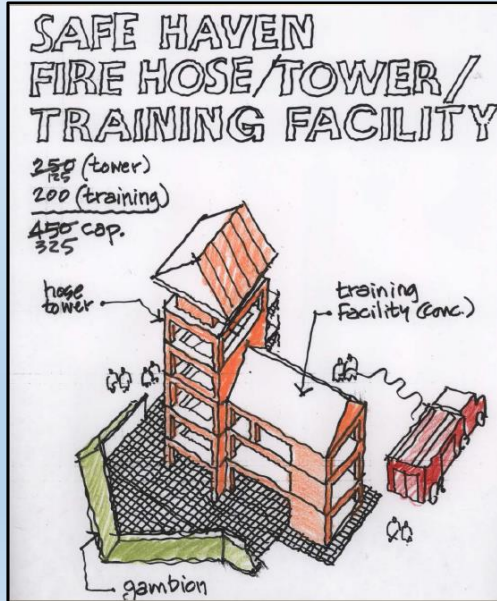 SAFE HAVEN
FIRE HOSE/TOWER/
TRAINING FACILITY
250 (tower)
125
200 (training)
450 cap.
325
hose
tower
training
facility (conc.)
gambion